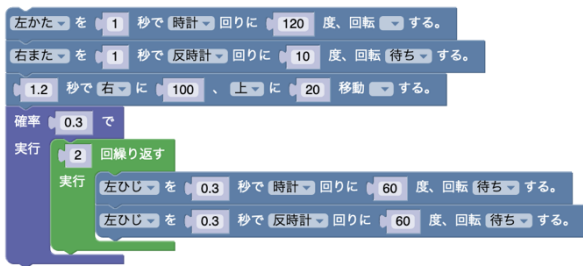 左かた を 1 秒で 時計 回りに 120 度、回転 する。
右また を 1 秒で 反時計 回りに 10 度、回転 待ち する。
1.2 秒で 右 に 100 、 上 に 20 移動 する。
確率 0.3 で
実行 2 回繰り返す
実行 左ひじ を 0.3 秒で 時計 回りに 60 度、回転 待ち する。
左ひじ を 0.3 秒で 反時計 回りに 60 度、回転 待ち する。